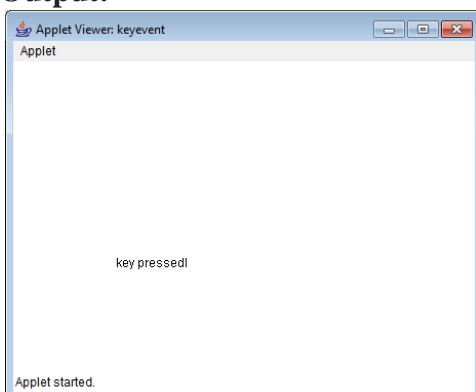 Output:
Applet Viewer: keyevent
Applet
key pressedl
Applet started.